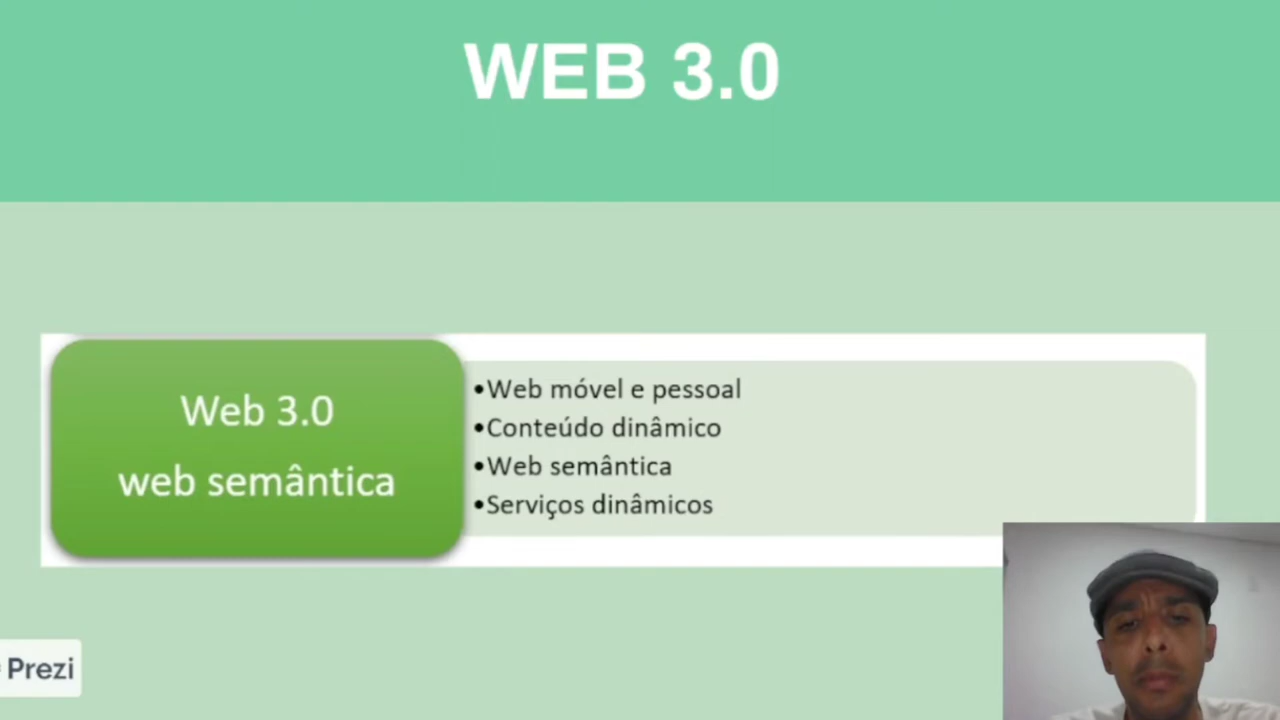 WEB 3.0
Web 3.0
web semântica
•Web móvel e pessoal
•Conteúdo dinâmico
•Web semântica
•Serviços dinâmicos
Prezi